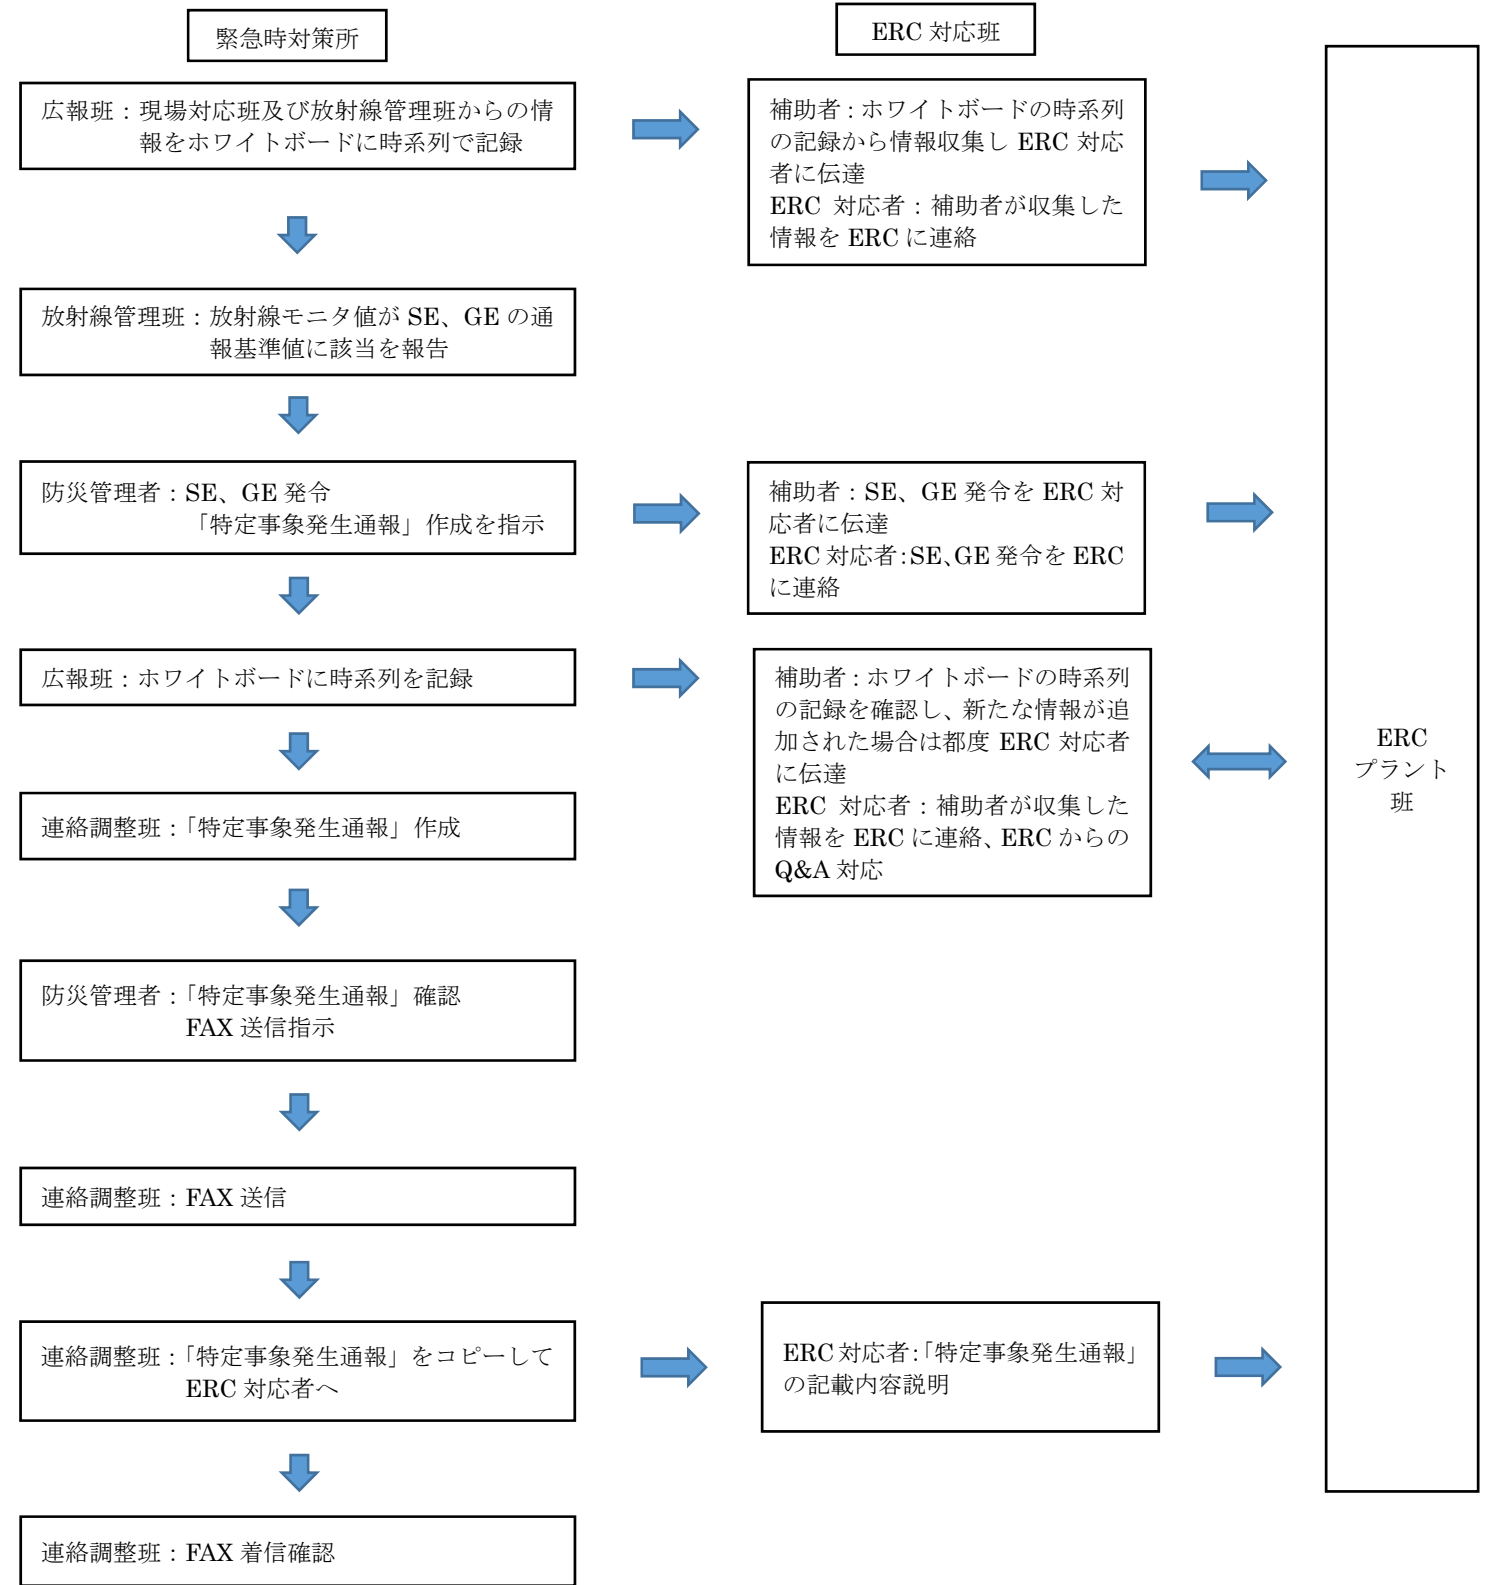 緊急時対策所
ERC 対応班
広報班：現場対応班及び放射線管理班からの情
報をホワイトボードに時系列で記録
補助者：ホワイトボードの時系列
の記録から情報収集し ERC 対応
者に伝達
ERC 対応者：補助者が収集した
情報を ERC に連絡
放射線管理班：放射線モニタ値が SE、GE の通
報基準値に該当を報告
防災管理者：SE、GE 発令
「特定事象発生通報」作成を指示
補助者：SE、GE 発令を ERC 対
応者に伝達
ERC 対応者：SE、GE 発令を ERC
に連絡
広報班：ホワイトボードに時系列を記録
補助者：ホワイトボードの時系列
の記録を確認し、新たな情報が追
加された場合は都度 ERC 対応者
に伝達
ERC 対応者：補助者が収集した
情報を ERC に連絡、ERC からの
Q&A 対応
ERC
プラント
班
連絡調整班：「特定事象発生通報」作成
防災管理者：「特定事象発生通報」確認
FAX 送信指示
連絡調整班：FAX 送信
連絡調整班：「特定事象発生通報」をコピーして
ERC 対応者へ
ERC 対応者：「特定事象発生通報」
の記載内容説明
連絡調整班：FAX 着信確認